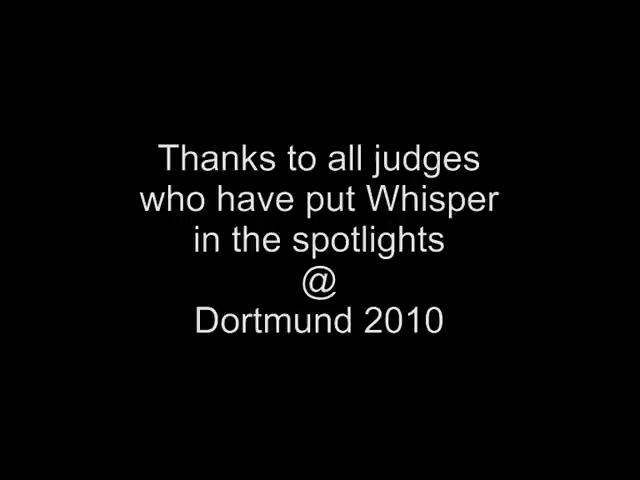 Thanks to all judges
who have put Whisper
in the spotlights
@
Dortmund 2010